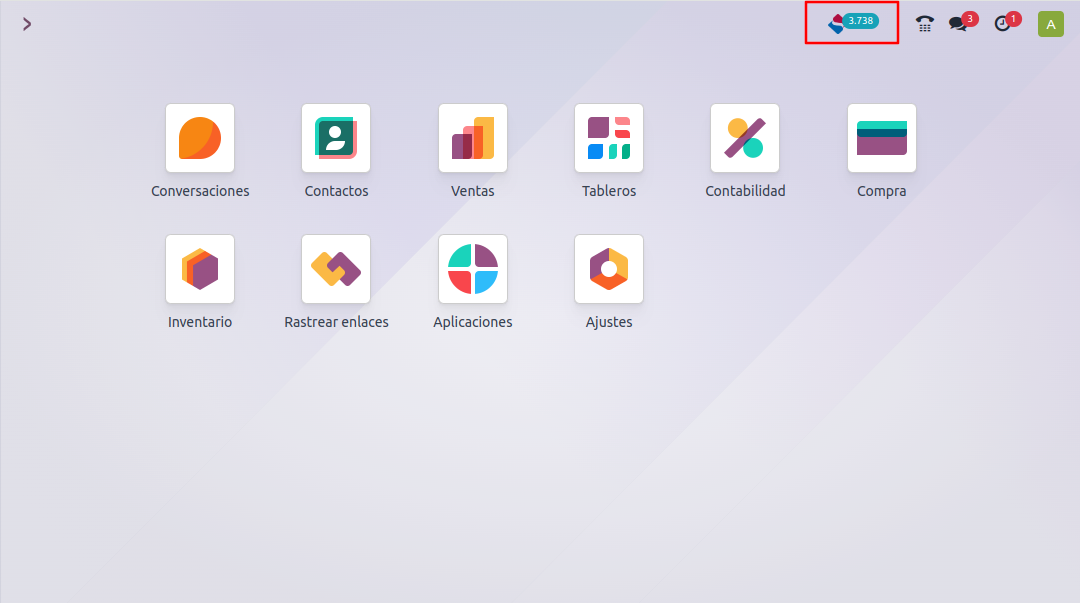 3.738
3
1
A
Conversaciones
Contactos
Ventas
Tableros
Contabilidad
Compra
Inventario
Rastrear enlaces
Aplicaciones
Ajustes